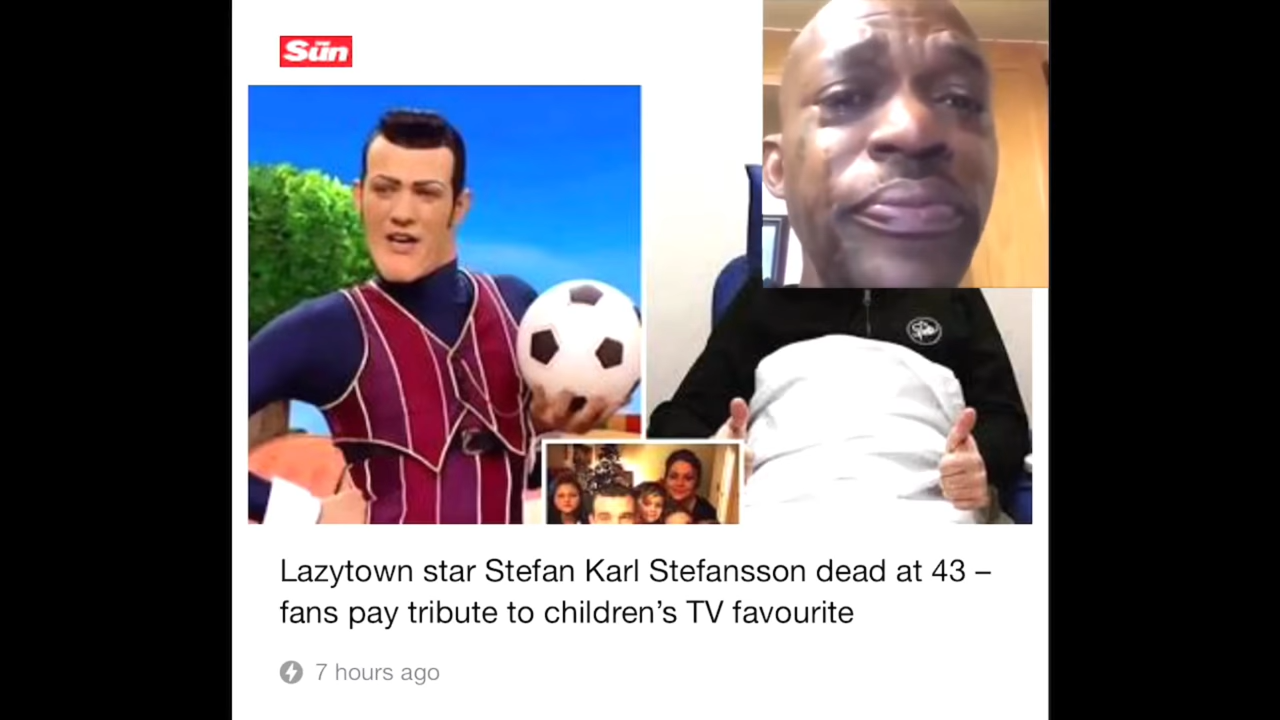 The Sun
Lazytown star Stefan Karl Stefansson dead at 43 –
fans pay tribute to children's TV favourite
7 hours ago